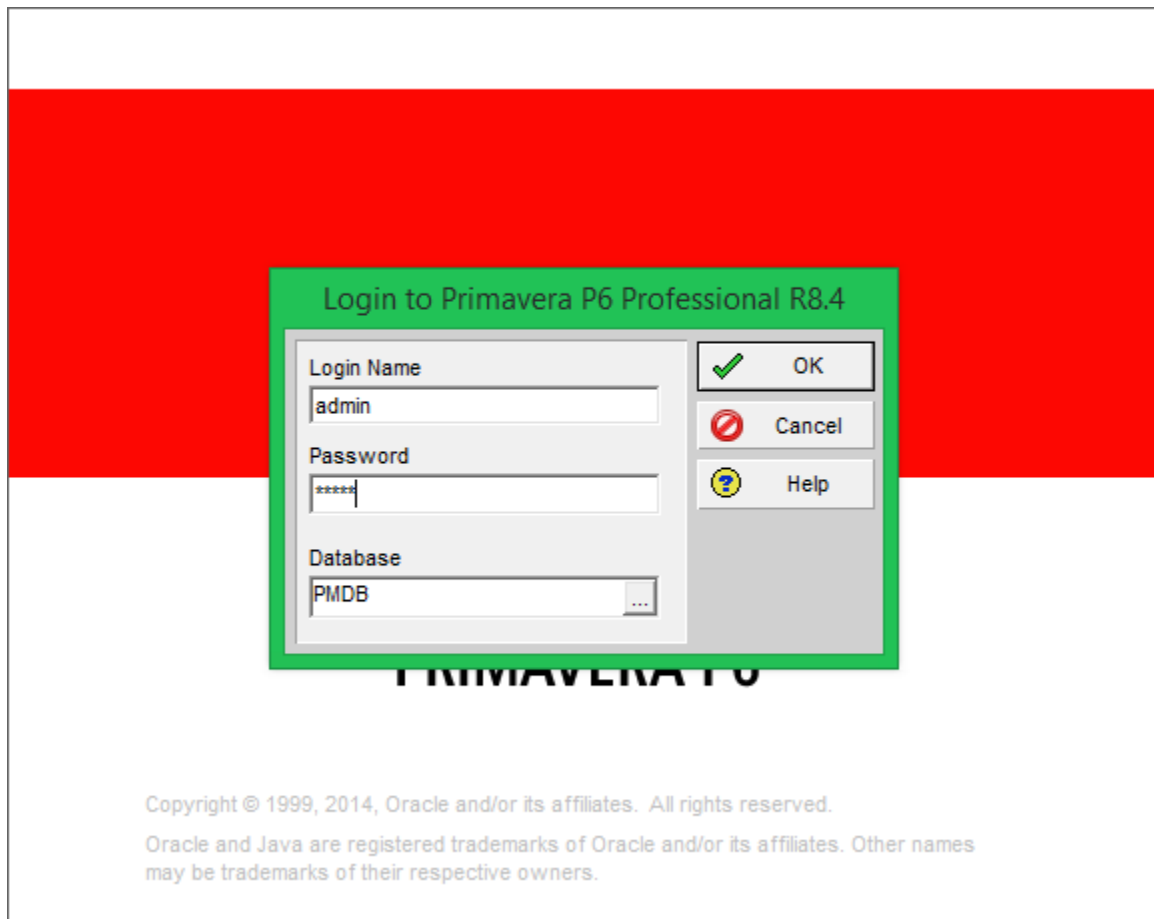 Login to Primavera P6 Professional R8.4
Login Name
admin
Password
*****
Database
PMDB
...
OK
Cancel
Help
PRIMAVERA P6
Copyright © 1999, 2014, Oracle and/or its affiliates. All rights reserved.
Oracle and Java are registered trademarks of Oracle and/or its affiliates. Other names
may be trademarks of their respective owners.